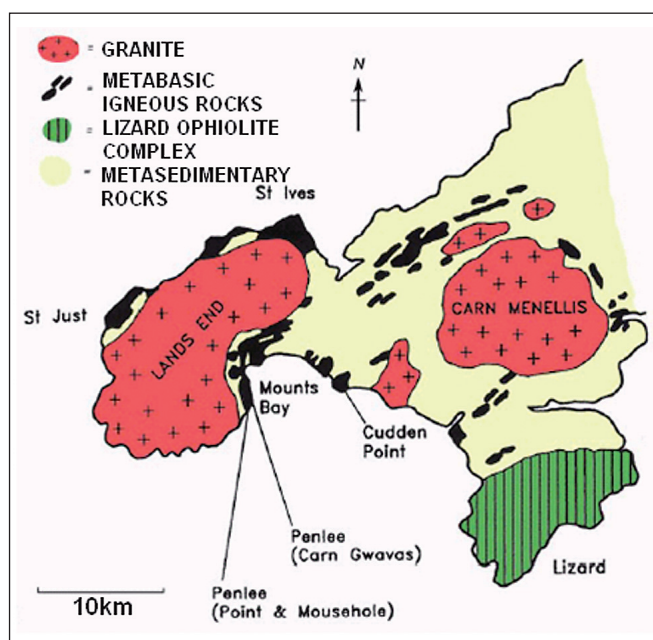 = GRANITE
= METABASIC
IGNEOUS ROCKS
= LIZARD OPHIOLITE
COMPLEX
= METASEDIMENTARY
ROCKS
N
St Ives
St Just
LANDS END
CARN MENELLIS
Mounts
Bay
Cudden
Point
Penlee
(Carn Gwavas)
Lizard
10km
Penlee
(Point & Mousehole)